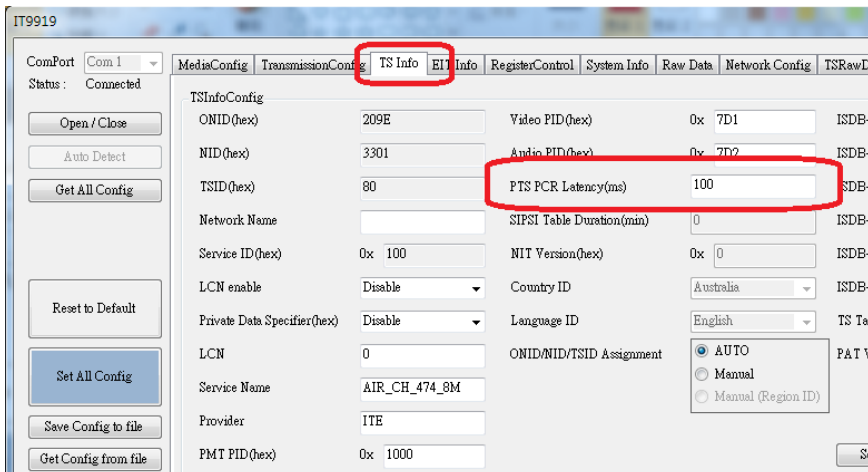 IT9919
ComPort Com 1
Status : Connected
Open / Close
Auto Detect
Get All Config
Reset to Default
Set All Config
Save Config to file
Get Config from file
MediaConfig TransmissionConfig TS Info EIT Info RegisterControl System Info Raw Data Network Config TSRawD
TSInfoConfig
ONID(hex) 209E Video PID(hex) 0x 7D1 ISDB-
NID(hex) 3301 Audio PID(hex) 0x 7D2 ISDB-
TSID(hex) 80 PTS PCR Latency(ms) 100 SDB-
Network Name SIPSI Table Duration(min) 0 ISDB-
Service ID(hex) 0x 100 NIT Version(hex) 0x 0 ISDB-
LCN enable Disable Country ID Australia ISDB-
Private Data Specifier(hex) Disable Language ID English TS Ta
LCN 0 ONID/NID/TSID Assignment AUTO PAT V
Manual
Manual (Region ID)
Service Name AIR_CH_474_8M
Provider ITE
PMT PID(hex) 0x 1000 S